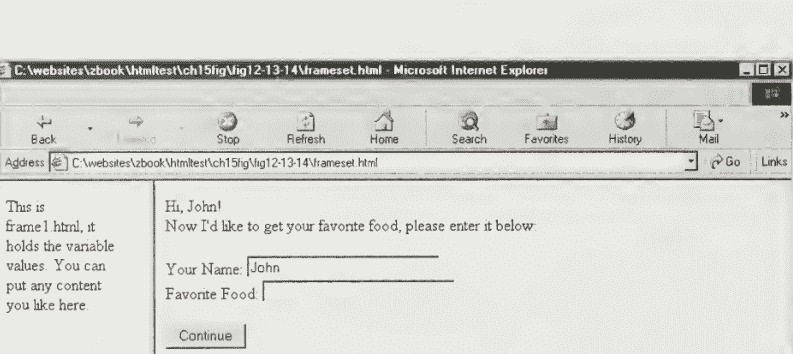 C:\websites\zbook\htmltest\ch15fig\fig12-13-14\frameset.html - Microsoft Internet Explorer
Back Stop Refresh Home Search Favorites History Mail »
Address C:\websites\zbook\htmltest\ch15fig\fig12-13-14\frameset.html Go Links
This is
frame1.html, it
holds the variable
values. You can
put any content
you like here.
Hi, John!
Now I'd like to get your favorite food, please enter it below:
Your Name: John
Favorite Food:
Continue